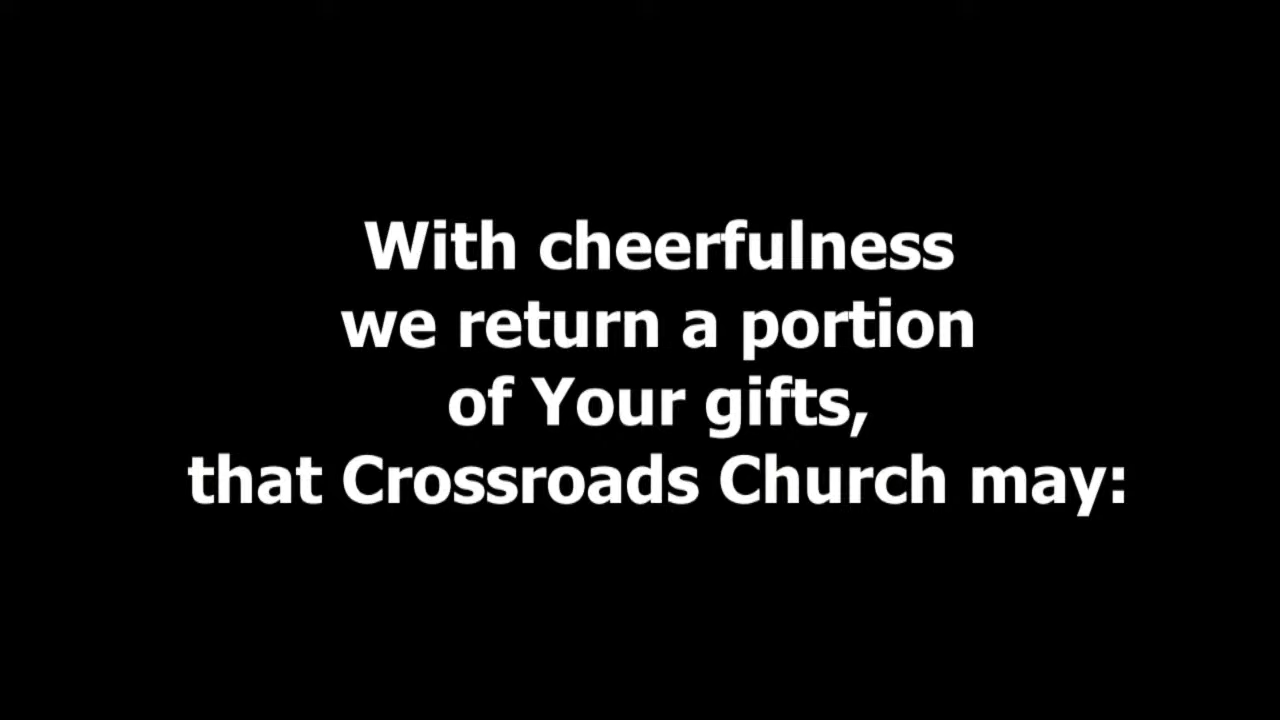 With cheerfulness
we return a portion
of Your gifts,
that Crossroads Church may: